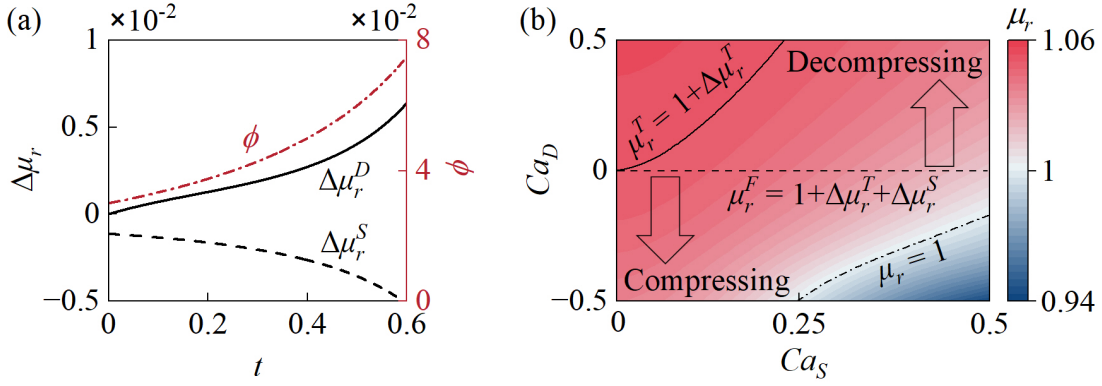 (a)
×10⁻²
×10⁻²
1
0.5
0
−0.5
Δμ_r
8
4
0
ϕ
ϕ
Δμ_r^D
Δμ_r^S
0
0.2
0.4
0.6
t
(b)
0.5
0
−0.5
Ca_D
μ_r^T = 1+Δμ_r^T
Decompressing
μ_r^F = 1+Δμ_r^T+Δμ_r^S
Compressing
μ_r = 1
0
0.25
0.5
Ca_S
μ_r
1.06
1
0.94